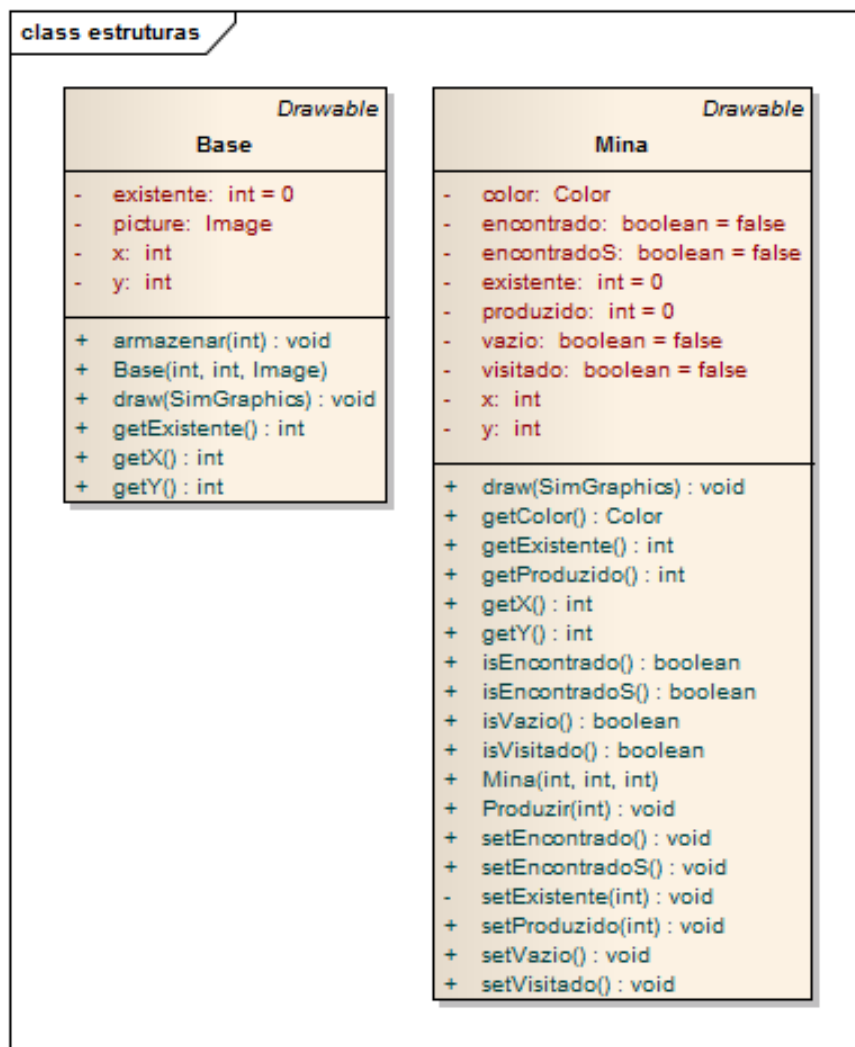 class estruturas
Drawable
Base
- existente: int = 0
- picture: Image
- x: int
- y: int
+ armazenar(int) : void
+ Base(int, int, Image)
+ draw(SimGraphics) : void
+ getExistente() : int
+ getX() : int
+ getY() : int
Drawable
Mina
- color: Color
- encontrado: boolean = false
- encontradoS: boolean = false
- existente: int = 0
- produzido: int = 0
- vazio: boolean = false
- visitado: boolean = false
- x: int
- y: int
+ draw(SimGraphics) : void
+ getColor() : Color
+ getExistente() : int
+ getProduzido() : int
+ getX() : int
+ getY() : int
+ isEncontrado() : boolean
+ isEncontradoS() : boolean
+ isVazio() : boolean
+ isVisitado() : boolean
+ Mina(int, int, int)
+ Produzir(int) : void
+ setEncontrado() : void
+ setEncontradoS() : void
- setExistente(int) : void
+ setProduzido(int) : void
+ setVazio() : void
+ setVisitado() : void